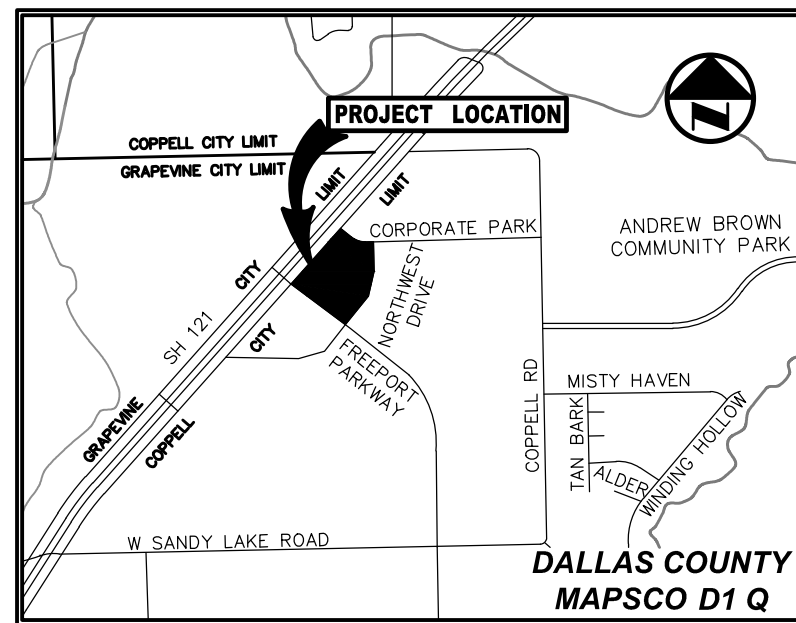 PROJECT LOCATION
COPPELL CITY LIMIT
GRAPEVINE CITY LIMIT
LIMIT
LIMIT
CORPORATE PARK
ANDREW BROWN
COMMUNITY PARK
CITY
CITY
NORTHWEST
DRIVE
SH 121
FREEPORT
PARKWAY
GRAPEVINE
COPPELL
COPPELL RD
MISTY HAVEN
TAN BARK
ALDER
WINDING HOLLOW
W SANDY LAKE ROAD
DALLAS COUNTY
MAPSCO D1 Q
N